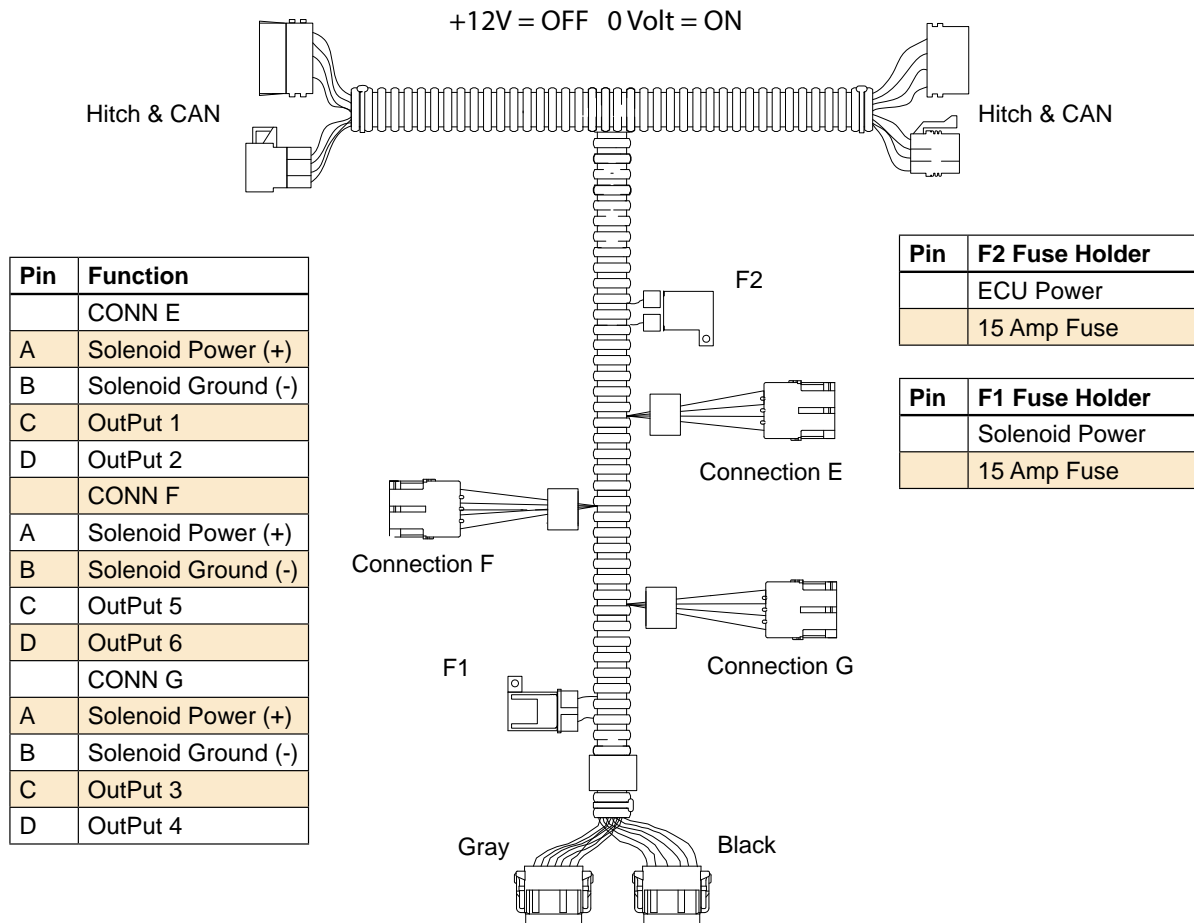 +12V = OFF 0 Volt = ON
Hitch & CAN
Hitch & CAN
Pin Function
CONN E
A Solenoid Power (+)
B Solenoid Ground (-)
C OutPut 1
D OutPut 2
CONN F
A Solenoid Power (+)
B Solenoid Ground (-)
C OutPut 5
D OutPut 6
CONN G
A Solenoid Power (+)
B Solenoid Ground (-)
C OutPut 3
D OutPut 4
F2
Connection E
Connection F
Connection G
F1
Gray
Black
Pin F2 Fuse Holder
ECU Power
15 Amp Fuse
Pin F1 Fuse Holder
Solenoid Power
15 Amp Fuse